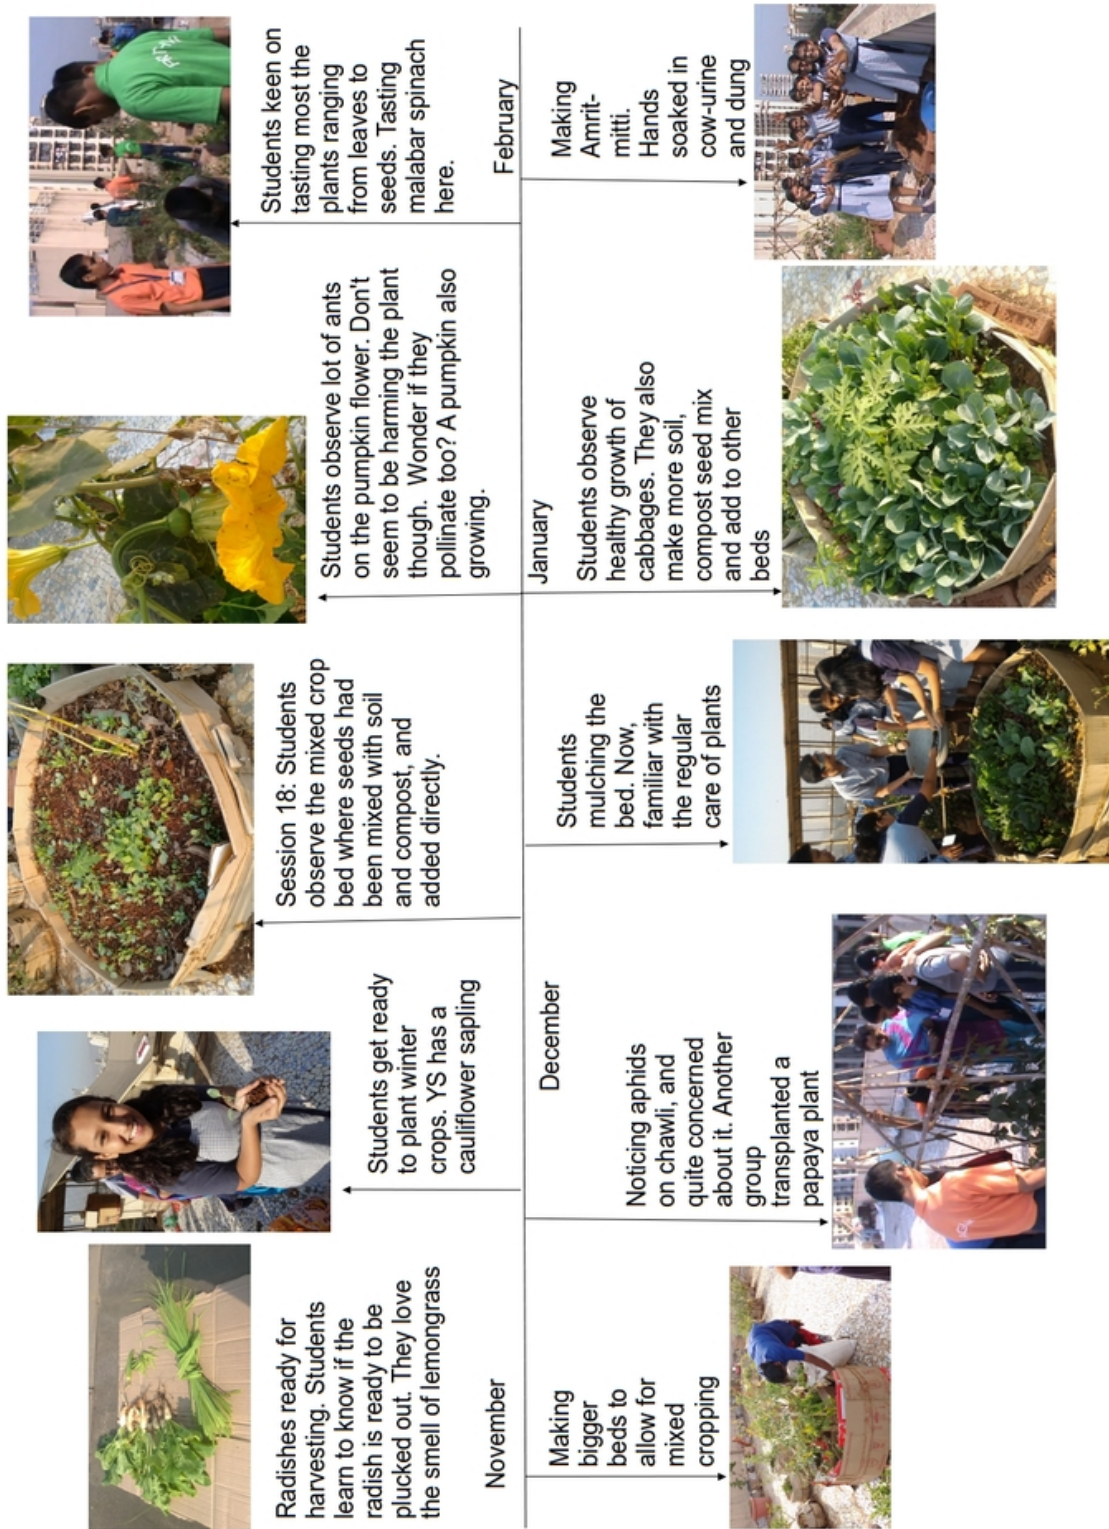 Radishes ready for
harvesting. Students
learn to know if the
radish is ready to be
plucked out. They love
the smell of lemongrass
Students get ready
to plant winter
crops. YS has a
cauliflower sapling
Session 18: Students
observe the mixed crop
bed where seeds had
been mixed with soil
and compost, and
added directly.
Students observe lot of ants
on the pumpkin flower. Don't
seem to be harming the plant
though. Wonder if they
pollinate too? A pumpkin also
growing.
Students keen on
tasting most the
plants ranging
from leaves to
seeds. Tasting
malabar spinach
here.
November
December
January
February
Making
bigger
beds to
allow for
mixed
cropping
Noticing aphids
on chawli, and
quite concerned
about it. Another
group
transplanted a
papaya plant
Students
mulching the
bed. Now,
familiar with
the regular
care of plants
Students observe
healthy growth of
cabbages. They also
make more soil,
compost seed mix
and add to other
beds
Making
Amrit-
mitti.
Hands
soaked in
cow-urine
and dung